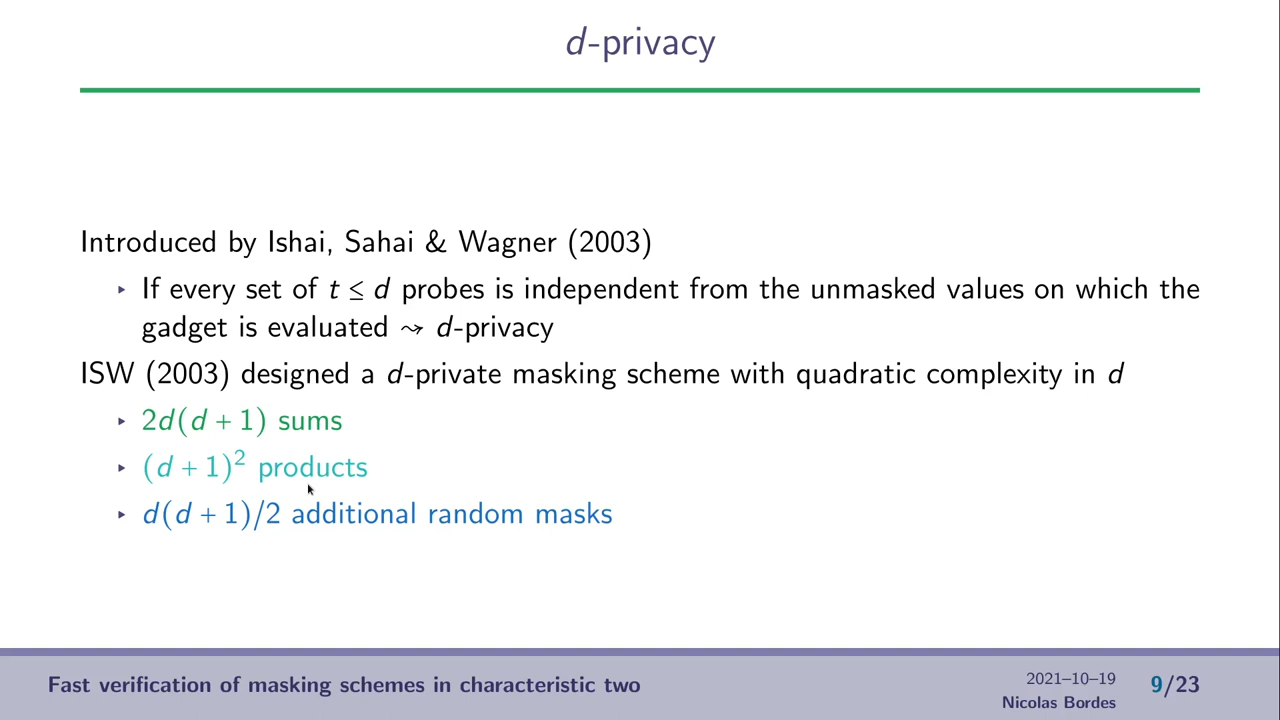 d-privacy
Introduced by Ishai, Sahai & Wagner (2003)
▸ If every set of t ≤ d probes is independent from the unmasked values on which the
gadget is evaluated ⇝ d-privacy
ISW (2003) designed a d-private masking scheme with quadratic complexity in d
▸ 2d(d + 1) sums
▸ (d + 1)² products
▸ d(d + 1)/2 additional random masks
Fast verification of masking schemes in characteristic two
2021–10–19
Nicolas Bordes
9/23